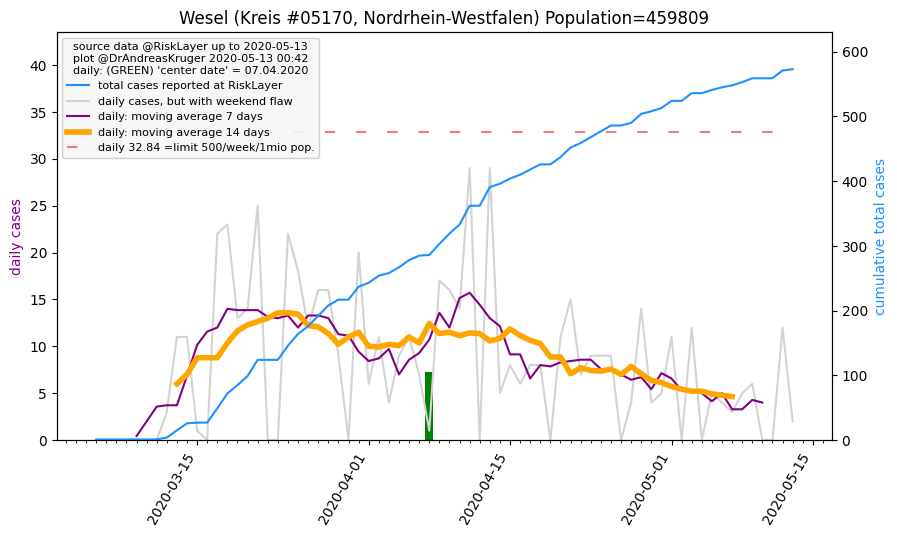 Wesel (Kreis #05170, Nordrhein-Westfalen) Population=459809
source data @RiskLayer up to 2020-05-13
plot @DrAndreasKruger 2020-05-13 00:42
daily: (GREEN) 'center date' = 07.04.2020
total cases reported at RiskLayer
daily cases, but with weekend flaw
daily: moving average 7 days
daily: moving average 14 days
daily 32.84 =limit 500/week/1mio pop.
daily cases
40
35
30
25
20
15
10
5
0
600
500
400
300
200
100
0
cumulative total cases
2020-03-15
2020-04-01
2020-04-15
2020-05-01
2020-05-15